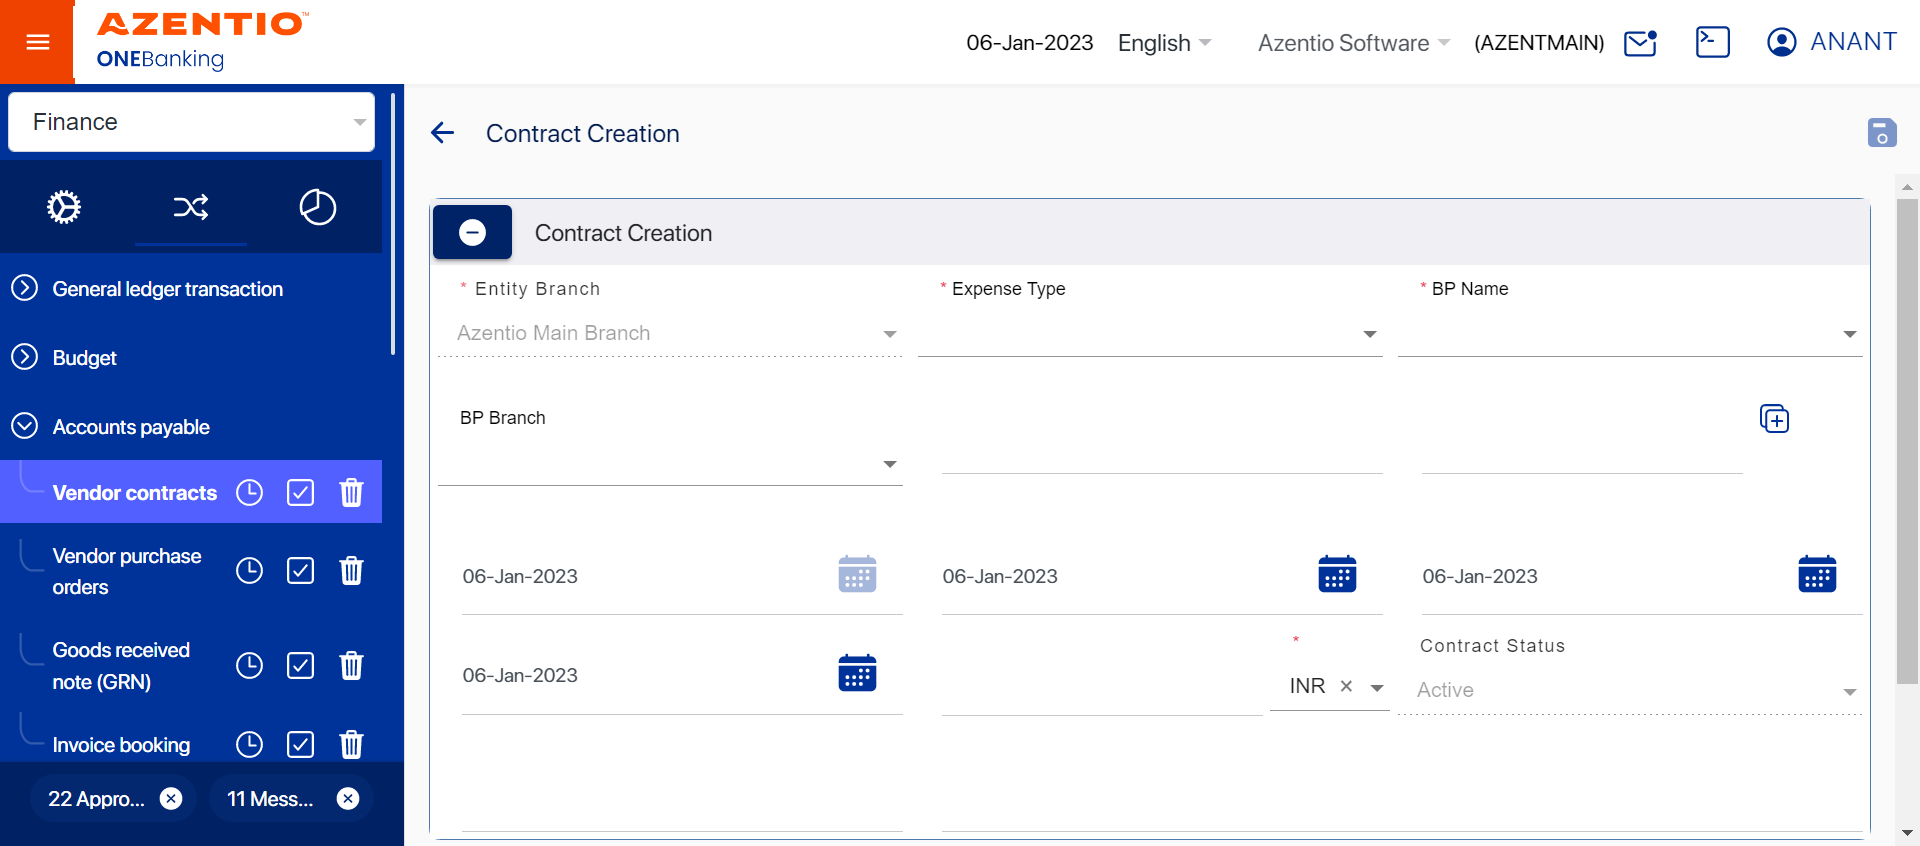 AZENTIO™
ONEBanking
06-Jan-2023
English
Azentio Software
(AZENTMAIN)
ANANT
Finance
General ledger transaction
Budget
Accounts payable
Vendor contracts
Vendor purchase
orders
Goods received
note (GRN)
Invoice booking
22 Appro...
11 Mess...
Contract Creation
Contract Creation
* Entity Branch
Azentio Main Branch
* Expense Type
* BP Name
BP Branch
06-Jan-2023
06-Jan-2023
06-Jan-2023
06-Jan-2023
*
INR
Contract Status
Active